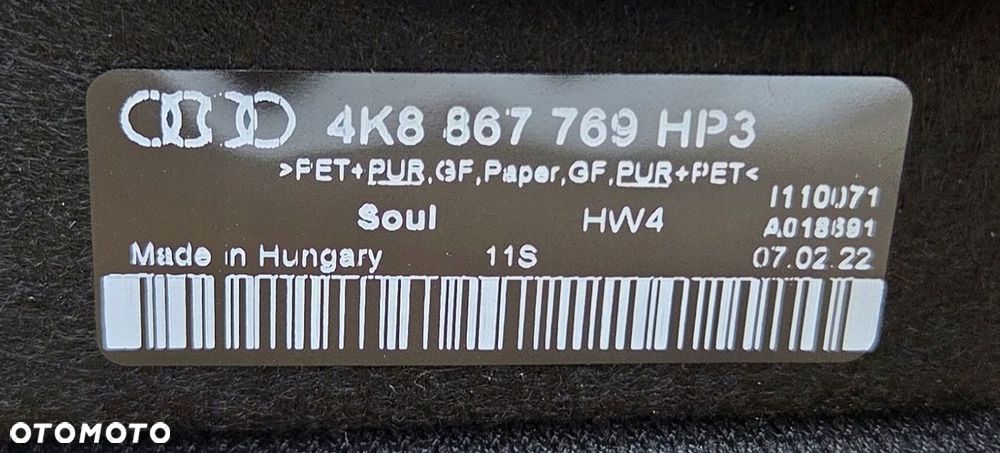 4K8 867 769 HP3
>PET+PUR,GF,Paper,GF,PUR+PET<
I110071
Soul HW4
A018691
Made in Hungary 11S 07.02.22
OTOMOTO